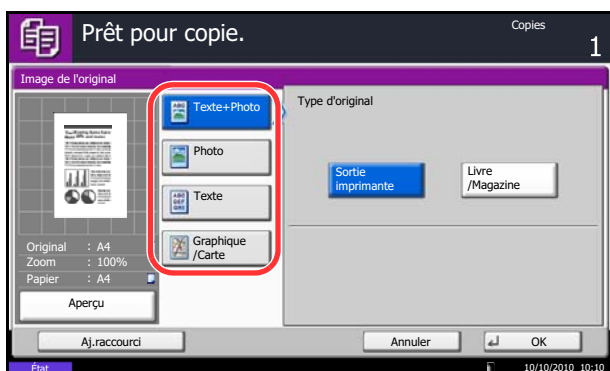 Prêt pour copie.
Copies
1
Image de l'original
Texte+Photo
Photo
Texte
Graphique
/Carte
Type d'original
Sortie
imprimante
Livre
/Magazine
Original : A4
Zoom : 100%
Papier : A4
Aperçu
Aj.raccourci
Annuler
OK
État
10/10/2010 10:10